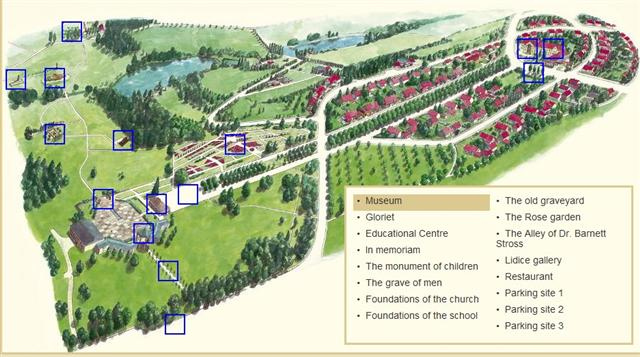 Museum
Gloriet
Educational Centre
In memoriam
The monument of children
The grave of men
Foundations of the church
Foundations of the school
The old graveyard
The Rose garden
The Alley of Dr. Barnett
Stross
Lidice gallery
Restaurant
Parking site 1
Parking site 2
Parking site 3